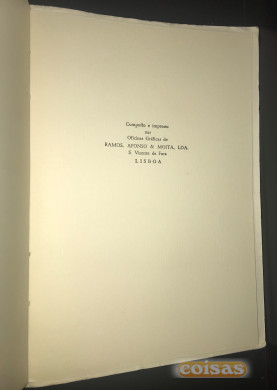 Composto e impresso
nas
Oficinas Gráficas de
RAMOS, AFONSO & MOITA, LDA.
S. Vicente de Fora
LISBOA
coisas